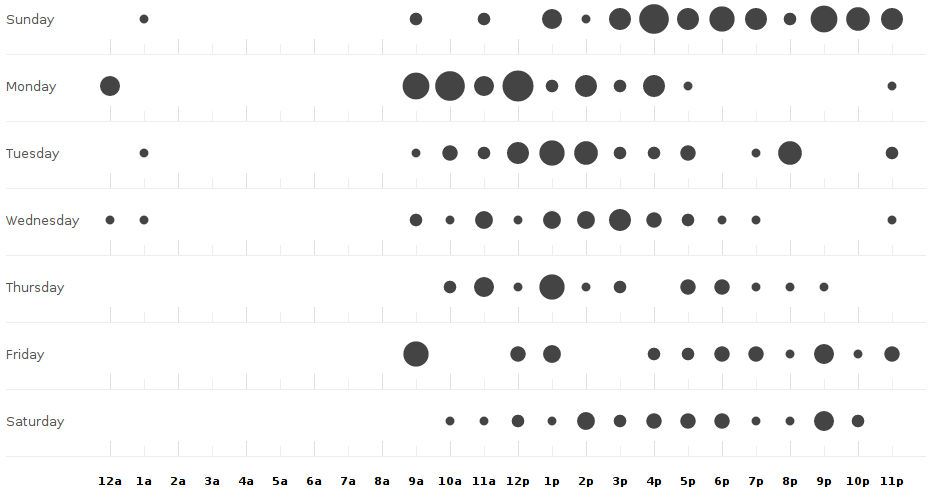 Sunday
Monday
Tuesday
Wednesday
Thursday
Friday
Saturday
12a 1a 2a 3a 4a 5a 6a 7a 8a 9a 10a 11a 12p 1p 2p 3p 4p 5p 6p 7p 8p 9p 10p 11p